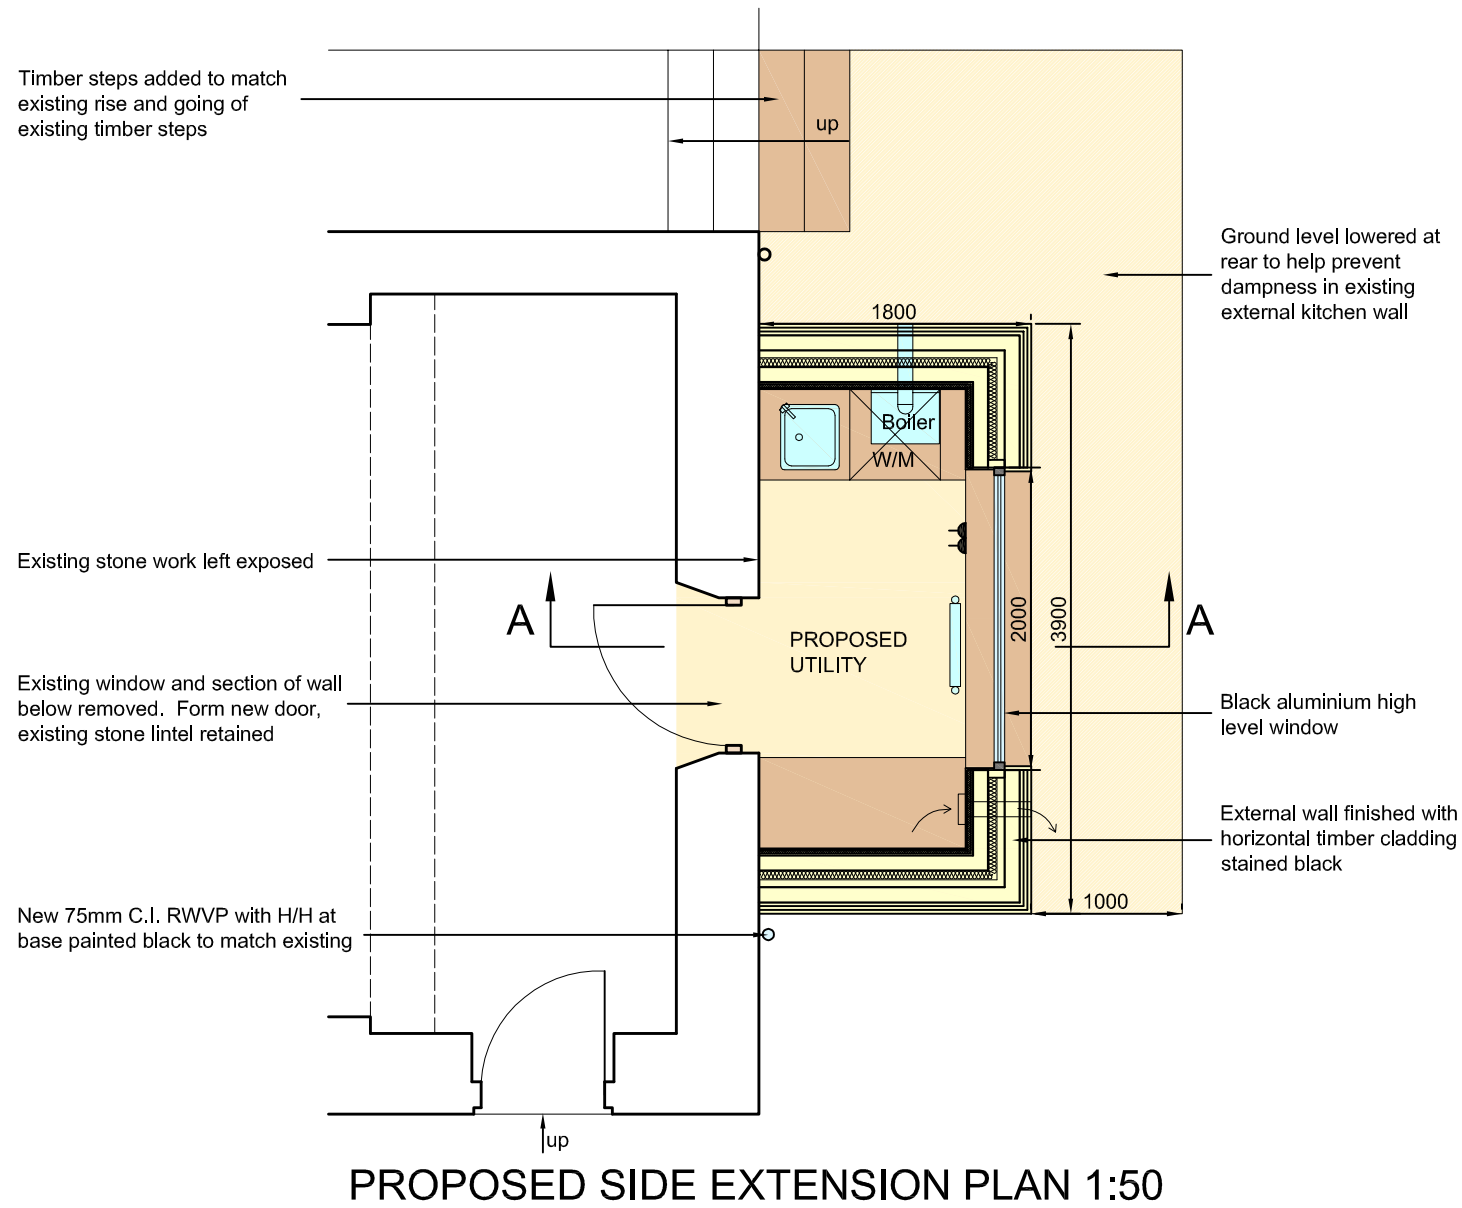 Timber steps added to match
existing rise and going of
existing timber steps
up
Ground level lowered at
rear to help prevent
dampness in existing
external kitchen wall
1800
Boiler
W/M
Existing stone work left exposed
A
A
2000
3900
PROPOSED
UTILITY
Existing window and section of wall
below removed.  Form new door,
existing stone lintel retained
Black aluminium high
level window
External wall finished with
horizontal timber cladding
stained black
1000
New 75mm C.I. RWVP with H/H at
base painted black to match existing
up
PROPOSED SIDE EXTENSION PLAN 1:50